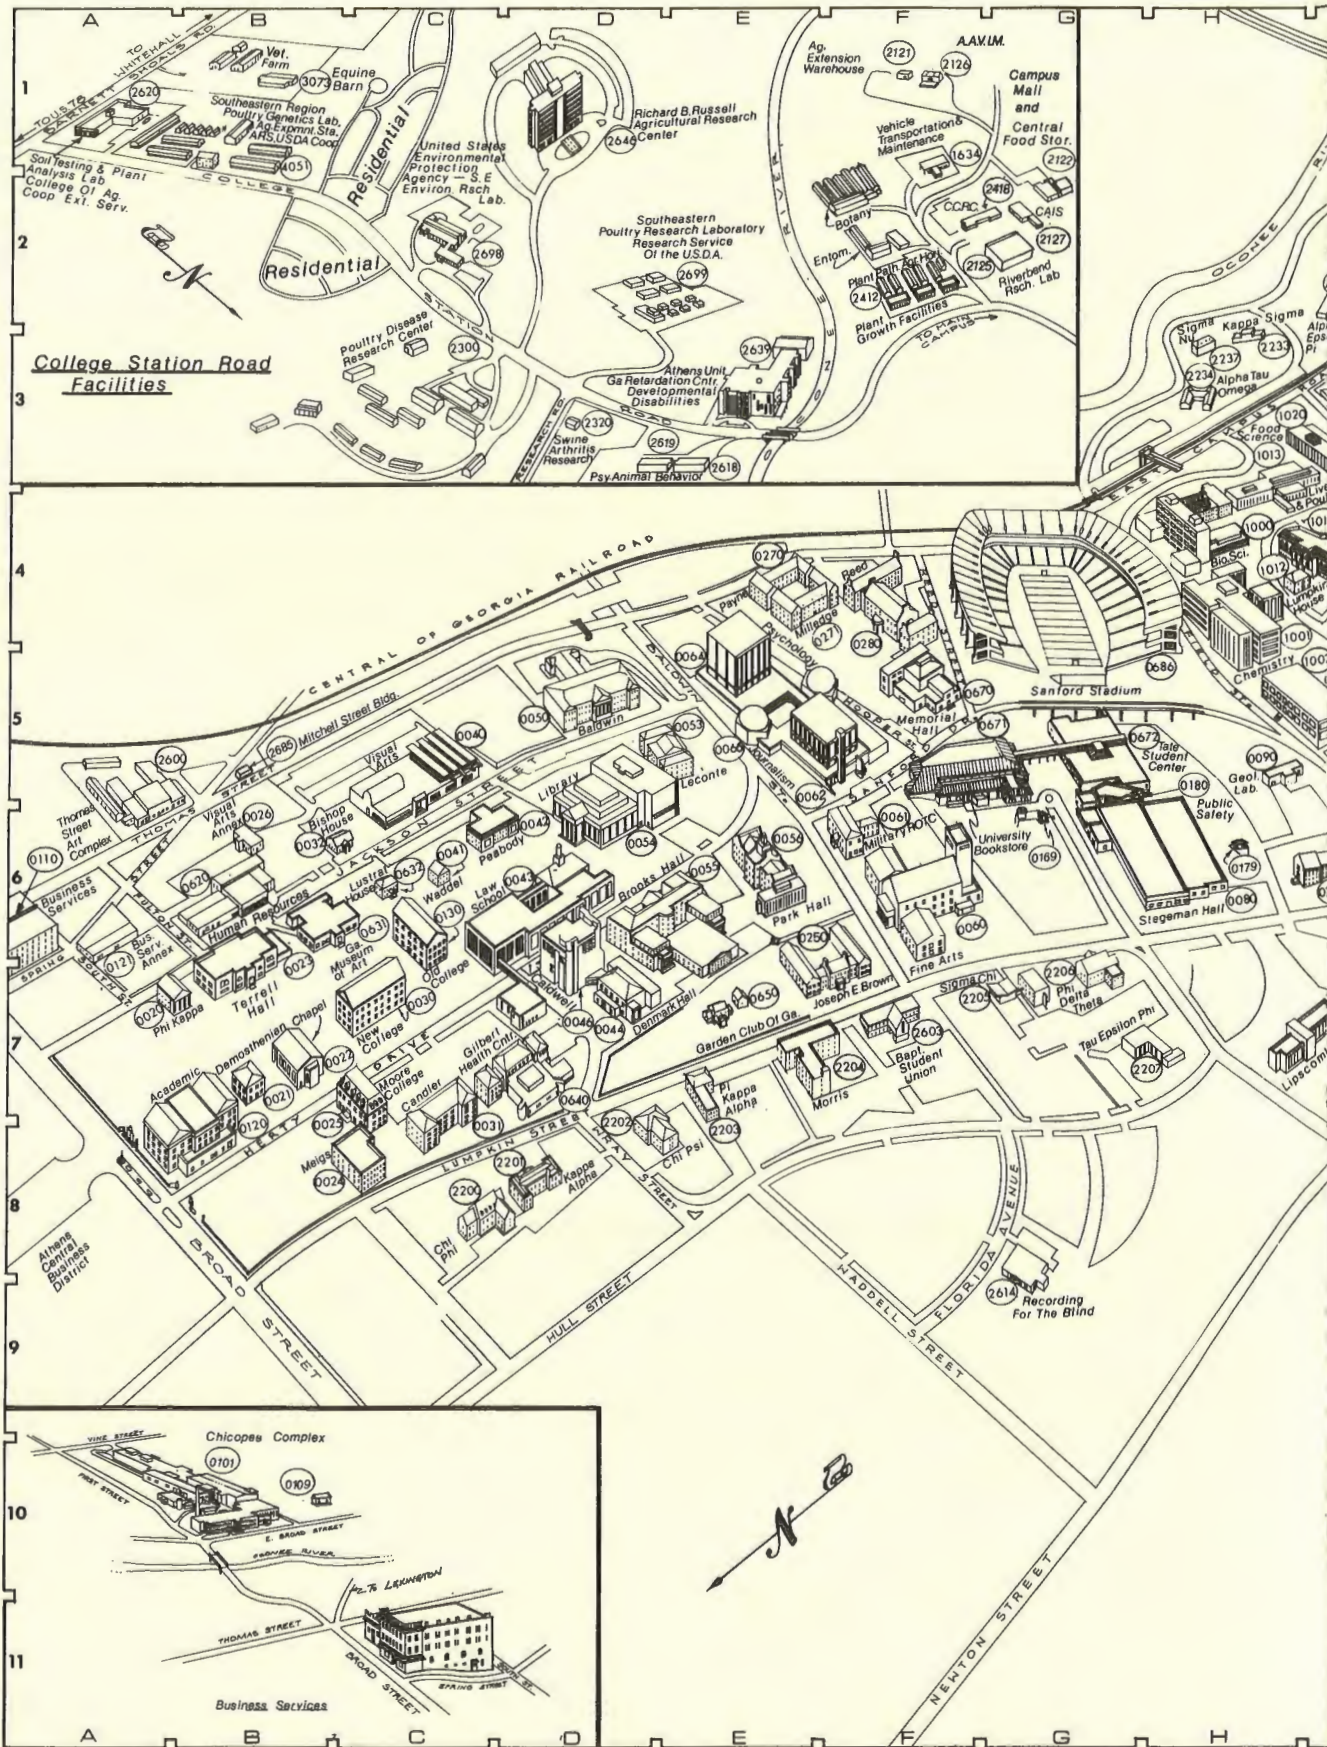 A B C D E F G H
1
2
3
4
5
6
7
8
9
10
11
TO
WHITEHALL
SHOALS RD.
TO US 78
BARNETT
2620
Vet.
Farm
3073
Equine
Barn
Southeastern Region
Poultry Genetics Lab.
Ag. Expmnt. Sta.
ARS. USDA Coop
4051
Soil Testing & Plant
Analysis Lab
College Of Ag.
Coop Ext. Serv.
COLLEGE
STATION
ROAD
Residential
Residential
United States
Environmental
Protection
Agency — S.E
Environ. Rsch
Lab.
2698
Richard B. Russell
Agricultural Research
Center
2646
Southeastern
Poultry Research Laboratory
Research Service
Of the U.S.D.A.
2699
N
College Station Road
Facilities
Poultry Disease
Research Center
2300
Athens Unit
Ga Retardation Cntr.
Developmental
Disabilities
2639
RESEARCH RD.
2320
Swine
Arthritis
Research
2619
2618
Psy Animal Behavior
RIVER
OCONEE
Ag.
Extension
Warehouse
2121
A.A.V.I.M.
2126
Campus
Mall
and
Central
Food Stor.
2122
Vehicle
Transportation &
Maintenance
1634
Botany
2418
C.C.R.C.
CAIS
2127
Entom.
Plant Path.
Hort.
2125
Riverbend
Rsch. Lab
2412
Plant
Growth Facilities
TO MAIN
CAMPUS
OCONEE
Sigma
Nu
Kappa Sigma
2237
2233
2234
Alpha Tau
Omega
EAST CAMPUS
1020
Food
Science
1013
1000
Bio. Sci.
1012
Lumpkin
House
1001
Chemistry
FIELD ST.
CENTRAL OF GEORGIA RAILROAD
0270
Payne
Reed
Milledge
0271
0280
REED STREET
Psychology
0064
BALDWIN
0686
Sanford Stadium
0670
Memorial
Hall
HOOPER ST.
0671
0672
Tate
Student
Center
0180
Public
Safety
0090
Geol.
Lab.
0179
Stegeman Hall
0080
University
Bookstore
0169
Mitchell Street Bldg.
2685
2600
Thomas
Street
Art
Complex
THOMAS STREET
Visual
Arts
0040
Visual
Arts
Annex
0026
Bishop
House
0032
JACKSON STREET
0050
Baldwin
0053
Leconte
Library
0054
0066
Journalism
0062
SANFORD
0061
Military ROTC
0056
Park Hall
0060
Fine Arts
0042
Peabody
0041
Waddel
0632
Lustrat
House
Law
School
0043
Brooks Hall
0055
0110
Business
Services
SPRING
SOUTH ST.
FULTON ST.
0620
Human Resources
0631
Ga.
Museum
of Art
0130
Old
College
0121
Bus.
Serv.
Annex
0020
Phi Kappa
0023
Terrell
Hall
0030
New
College
Caldwell
0046
0044
Denmark Hall
0650
Garden Club Of Ga.
0250
Joseph E Brown
Sigma Chi
2205
2206
Phi
Delta
Theta
Tau Epsilon Phi
2207
Lipscomb
2603
Bapt.
Student
Union
2204
Morris
Academic
0120
Demosthenian
0021
Chapel
0022
HERTY DRIVE
0025
Moore
College
Candler
0031
Gilbert
Health Cntr.
0640
Meigs
0024
LUMPKIN STREET
2202
Chi Psi
Pi
Kappa
Alpha
2203
WRAY STREET
2200
Chi
Phi
2201
Kappa
Alpha
Athens
Central
Business
District
BROAD STREET
HULL STREET
WADDELL STREET
FLORIDA AVENUE
2614
Recording
For The Blind
NEWTON STREET
N
Chicopee Complex
VINE STREET
FIRST STREET
0101
0109
E. BROAD STREET
OCONEE RIVER
TO LEXINGTON
THOMAS STREET
BROAD STREET
SPRING STREET
SOUTH ST.
Business Services
A B C D E F G H